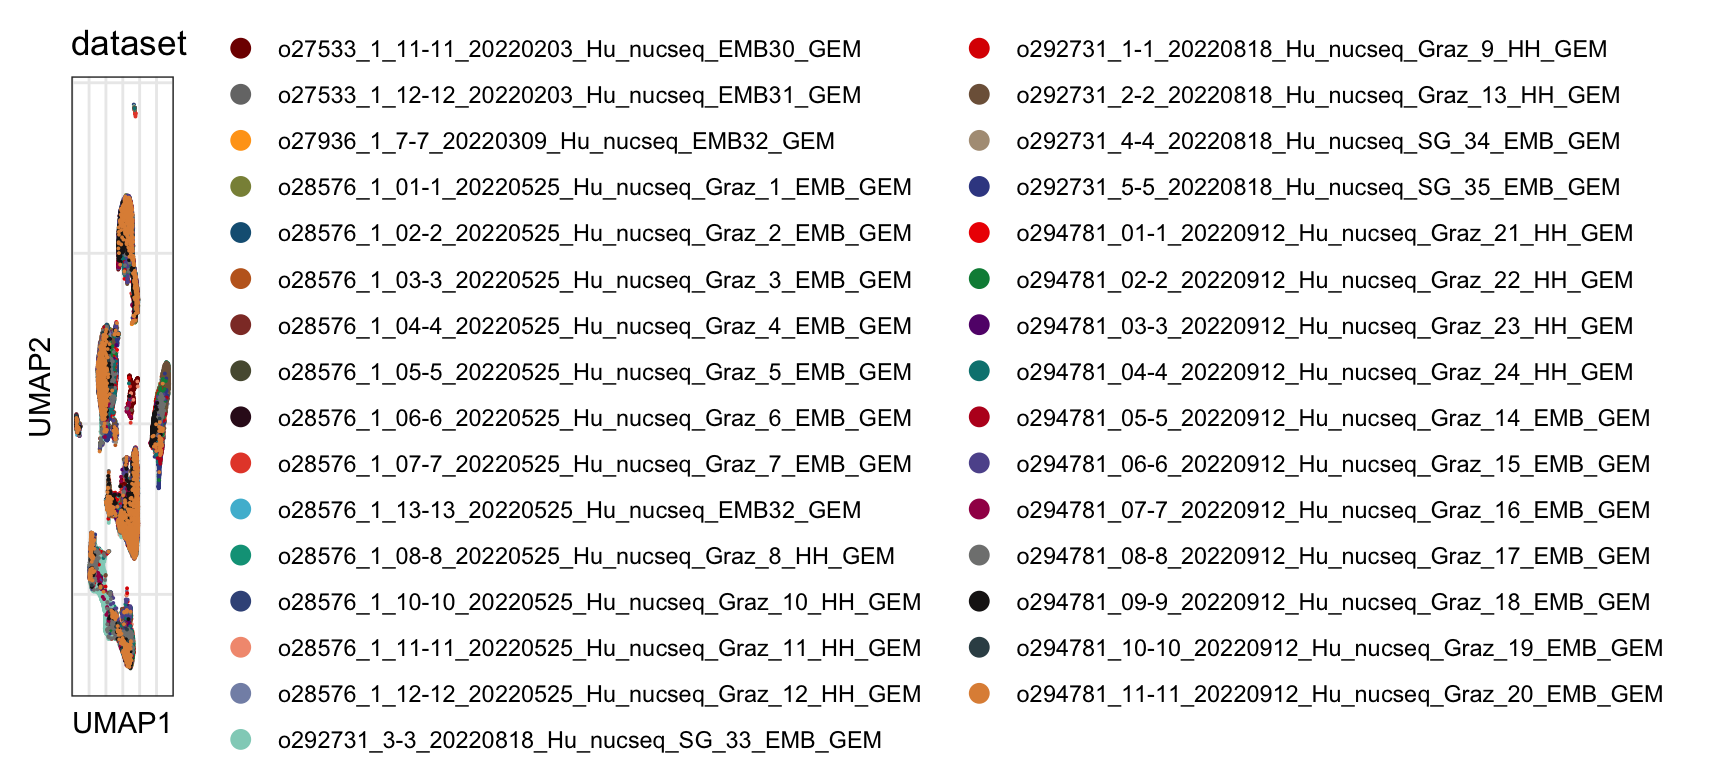 dataset
UMAP2
UMAP1
o27533_1_11-11_20220203_Hu_nucseq_EMB30_GEM
o27533_1_12-12_20220203_Hu_nucseq_EMB31_GEM
o27936_1_7-7_20220309_Hu_nucseq_EMB32_GEM
o28576_1_01-1_20220525_Hu_nucseq_Graz_1_EMB_GEM
o28576_1_02-2_20220525_Hu_nucseq_Graz_2_EMB_GEM
o28576_1_03-3_20220525_Hu_nucseq_Graz_3_EMB_GEM
o28576_1_04-4_20220525_Hu_nucseq_Graz_4_EMB_GEM
o28576_1_05-5_20220525_Hu_nucseq_Graz_5_EMB_GEM
o28576_1_06-6_20220525_Hu_nucseq_Graz_6_EMB_GEM
o28576_1_07-7_20220525_Hu_nucseq_Graz_7_EMB_GEM
o28576_1_13-13_20220525_Hu_nucseq_EMB32_GEM
o28576_1_08-8_20220525_Hu_nucseq_Graz_8_HH_GEM
o28576_1_10-10_20220525_Hu_nucseq_Graz_10_HH_GEM
o28576_1_11-11_20220525_Hu_nucseq_Graz_11_HH_GEM
o28576_1_12-12_20220525_Hu_nucseq_Graz_12_HH_GEM
o292731_3-3_20220818_Hu_nucseq_SG_33_EMB_GEM
o292731_1-1_20220818_Hu_nucseq_Graz_9_HH_GEM
o292731_2-2_20220818_Hu_nucseq_Graz_13_HH_GEM
o292731_4-4_20220818_Hu_nucseq_SG_34_EMB_GEM
o292731_5-5_20220818_Hu_nucseq_SG_35_EMB_GEM
o294781_01-1_20220912_Hu_nucseq_Graz_21_HH_GEM
o294781_02-2_20220912_Hu_nucseq_Graz_22_HH_GEM
o294781_03-3_20220912_Hu_nucseq_Graz_23_HH_GEM
o294781_04-4_20220912_Hu_nucseq_Graz_24_HH_GEM
o294781_05-5_20220912_Hu_nucseq_Graz_14_EMB_GEM
o294781_06-6_20220912_Hu_nucseq_Graz_15_EMB_GEM
o294781_07-7_20220912_Hu_nucseq_Graz_16_EMB_GEM
o294781_08-8_20220912_Hu_nucseq_Graz_17_EMB_GEM
o294781_09-9_20220912_Hu_nucseq_Graz_18_EMB_GEM
o294781_10-10_20220912_Hu_nucseq_Graz_19_EMB_GEM
o294781_11-11_20220912_Hu_nucseq_Graz_20_EMB_GEM